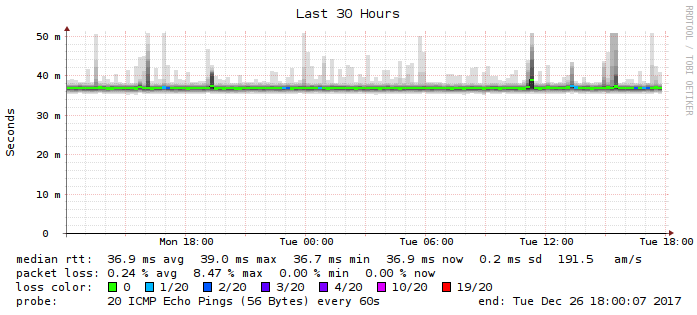 Last 30 Hours
RRDTOOL / TOBI OETIKER
Seconds
50 m
40 m
30 m
20 m
10 m
0
Mon 18:00 Tue 00:00 Tue 06:00 Tue 12:00 Tue 18:00
median rtt: 36.9 ms avg 39.0 ms max 36.7 ms min 36.9 ms now 0.2 ms sd 191.5 am/s
packet loss: 0.24 % avg 8.47 % max 0.00 % min 0.00 % now
loss color: 0 1/20 2/20 3/20 4/20 10/20 19/20
probe: 20 ICMP Echo Pings (56 Bytes) every 60s end: Tue Dec 26 18:00:07 2017